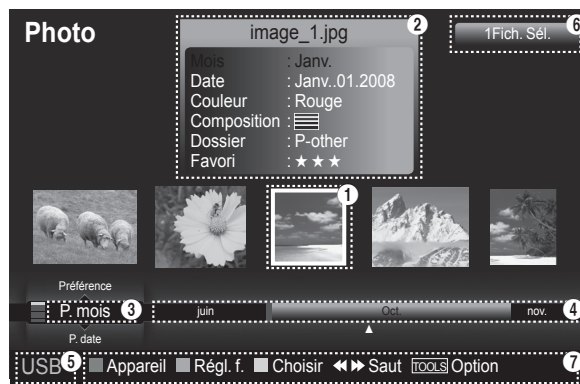 Photo
image_1.jpg
2
1Fich. Sél.
6
Mois : Janv.
Date : Janv..01.2008
Couleur : Rouge
Composition :
Dossier : P-other
Favori : ★★★
1
Préférence
P. mois
3
juin
Oct.
nov.
4
P. date
USB
5
Appareil Régl. f. Choisir Saut TOOLS Option
7